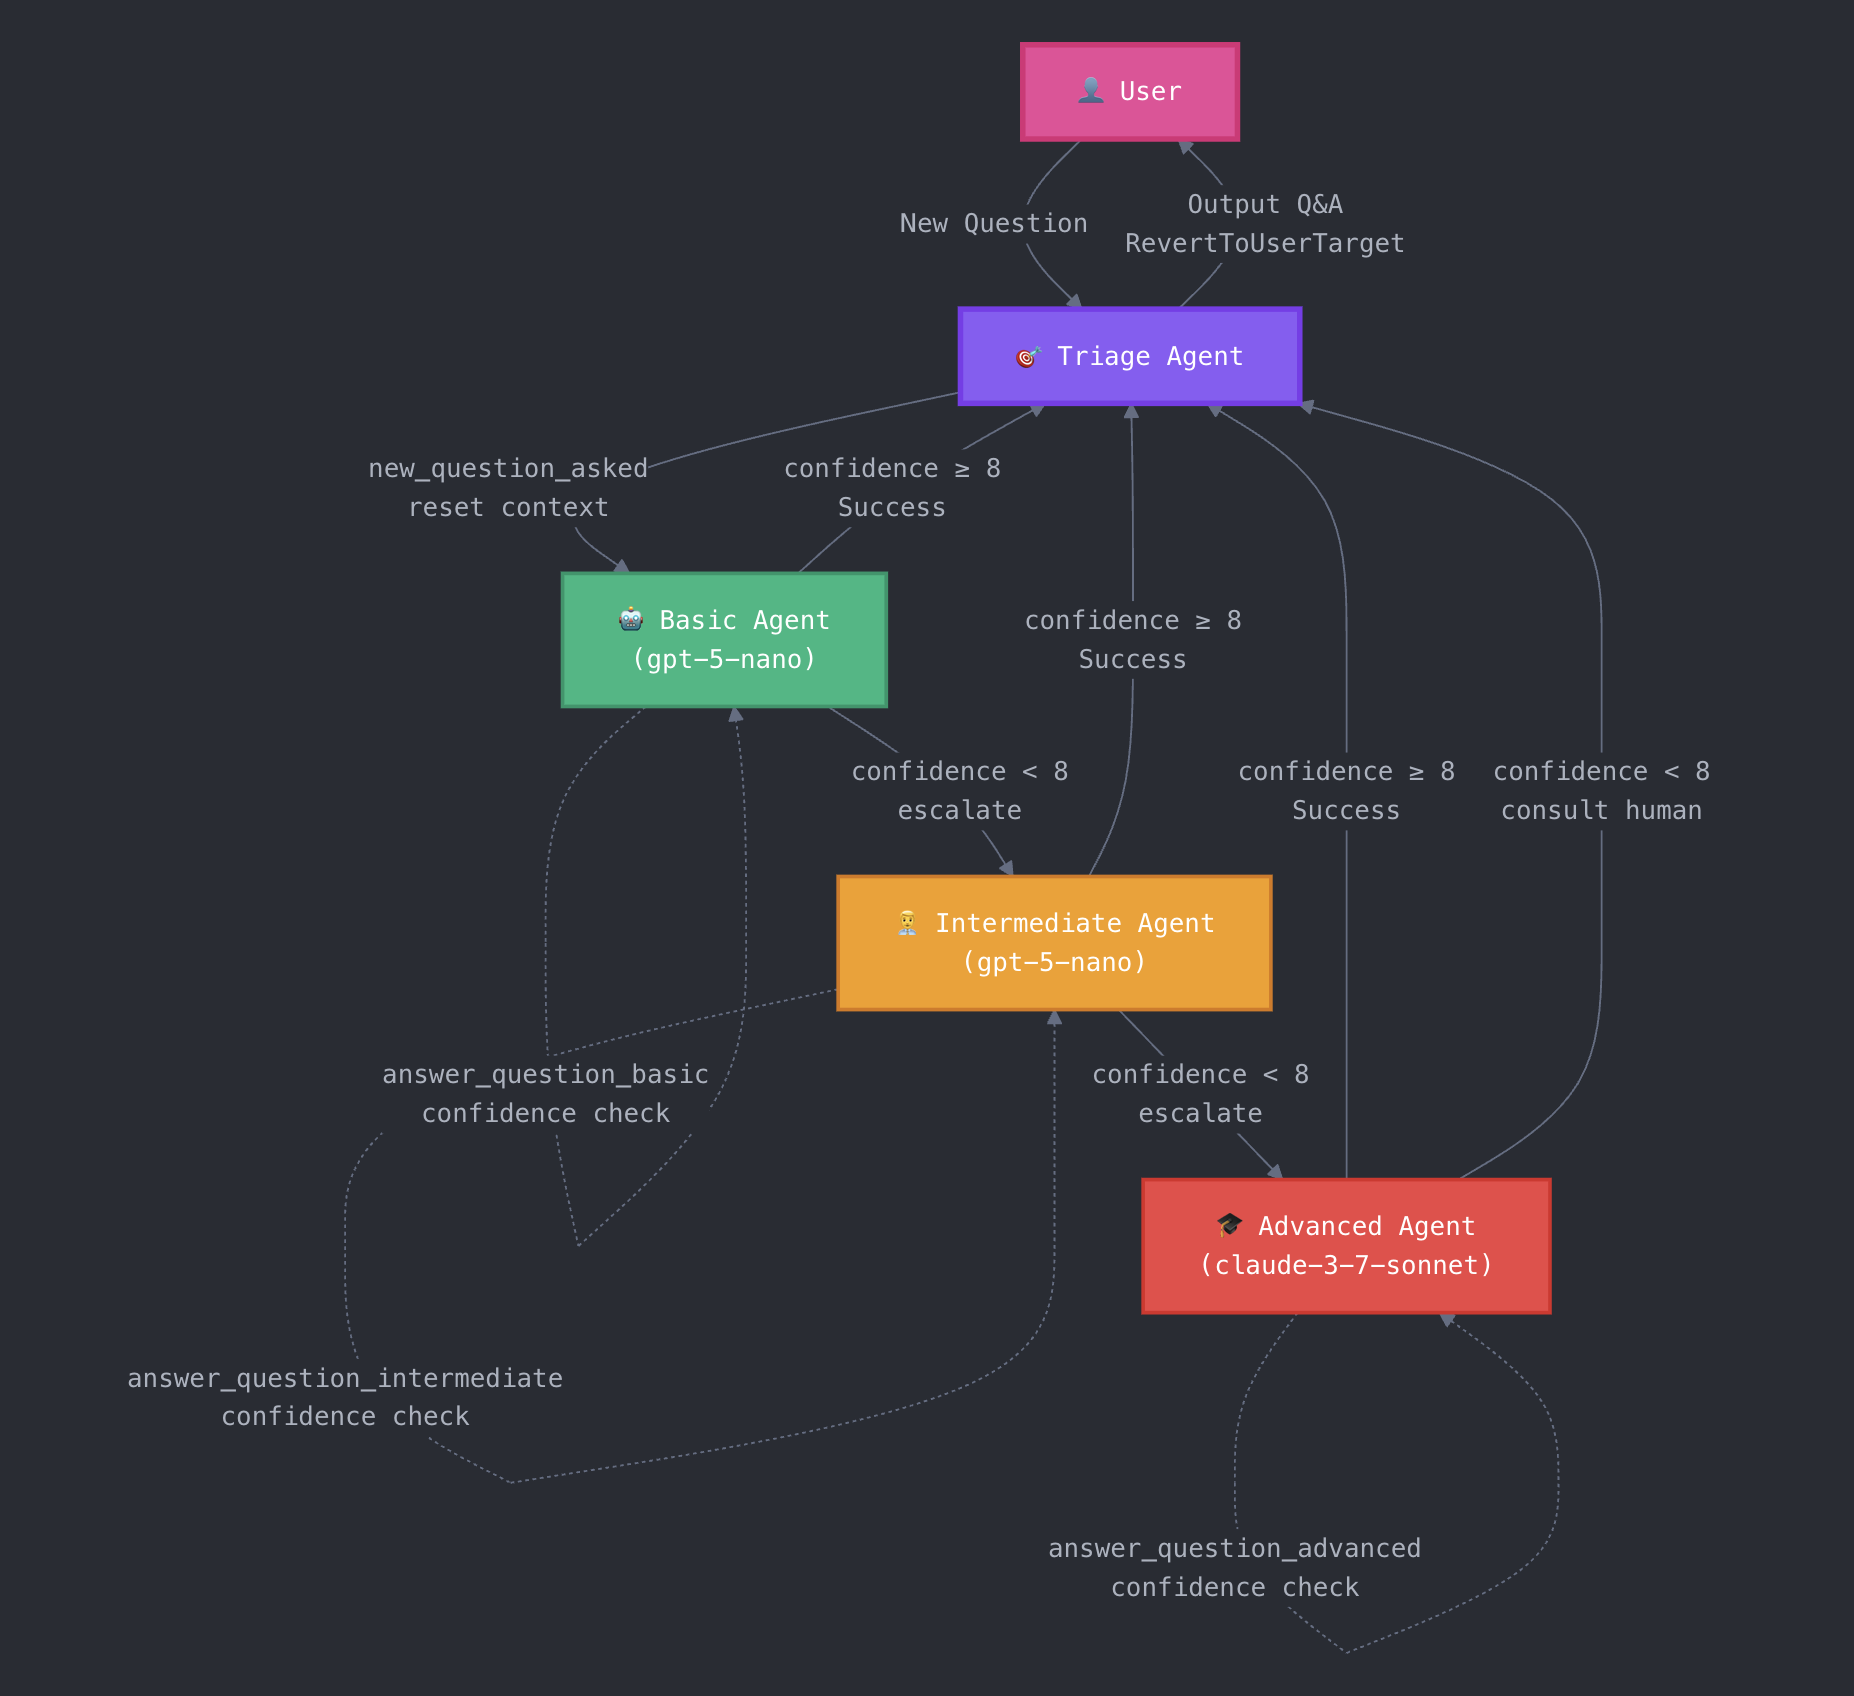 User
New Question
Output Q&A
RevertToUserTarget
Triage Agent
new_question_asked
reset context
confidence ≥ 8
Success
Basic Agent
(gpt-5-nano)
confidence ≥ 8
Success
confidence < 8
escalate
confidence ≥ 8
Success
confidence < 8
consult human
Intermediate Agent
(gpt-5-nano)
answer_question_basic
confidence check
confidence < 8
escalate
Advanced Agent
(claude-3-7-sonnet)
answer_question_intermediate
confidence check
answer_question_advanced
confidence check